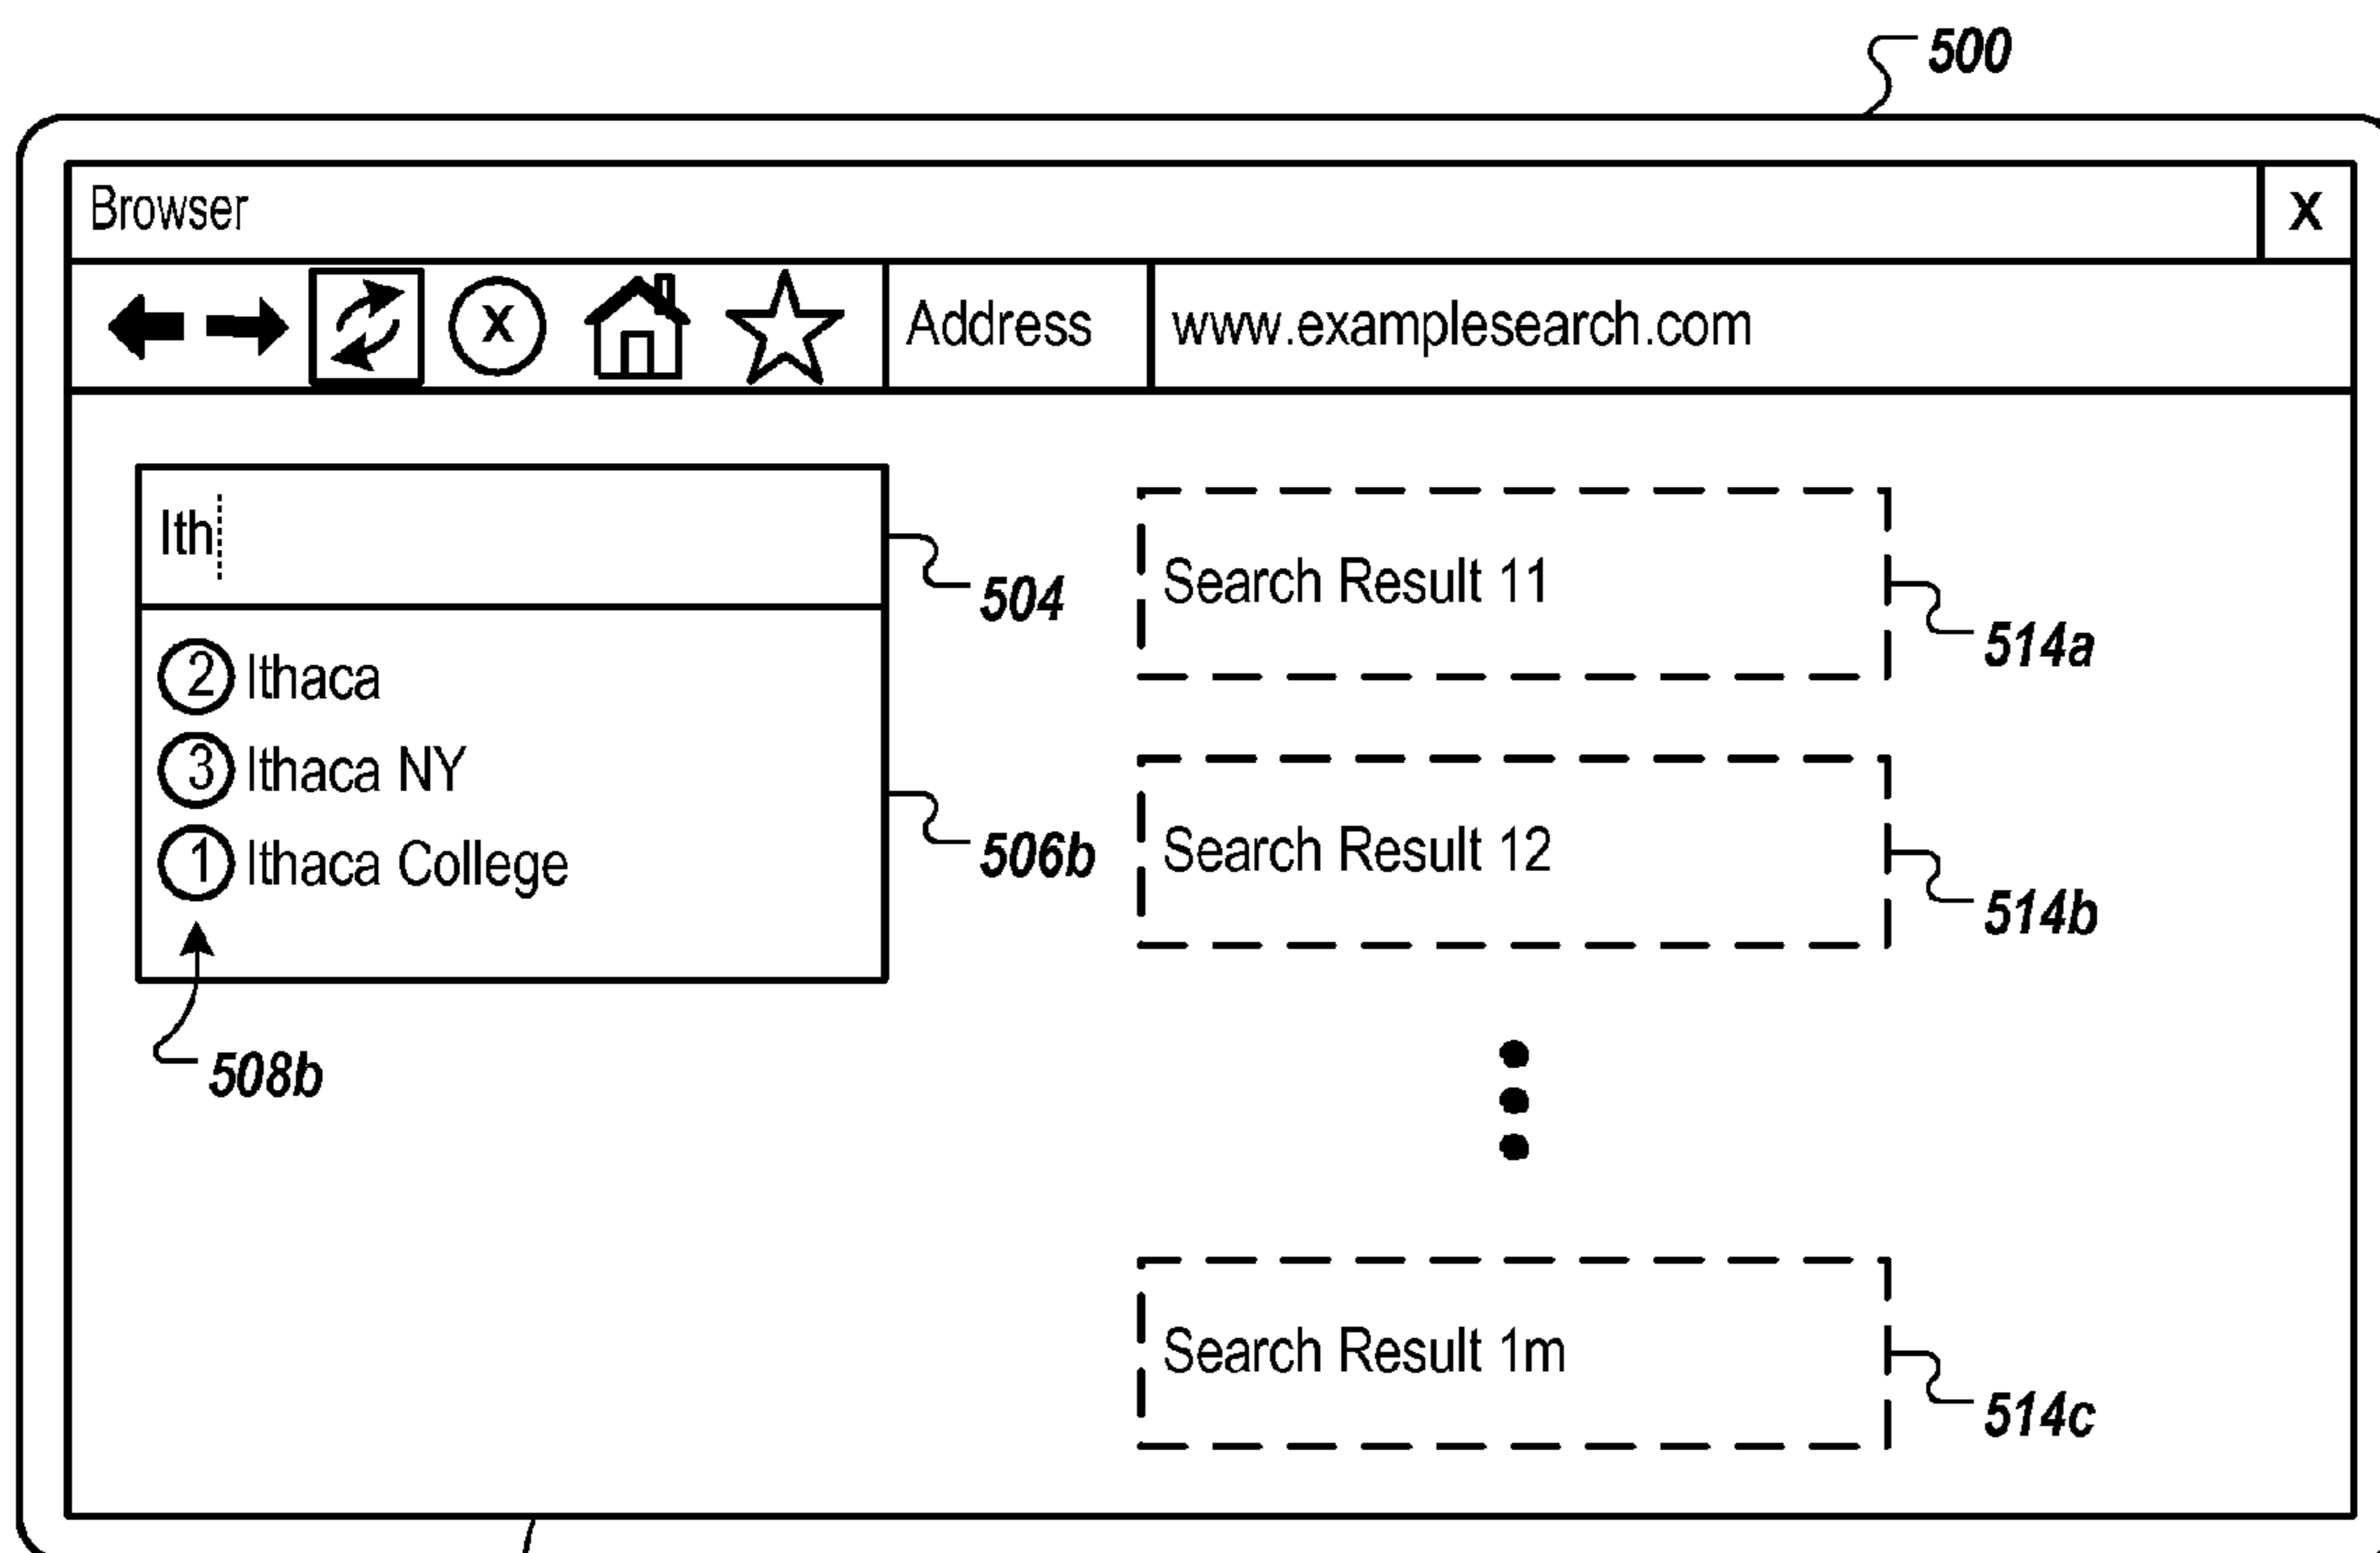 500
Browser
X
X
Address
www.examplesearch.com
Ith
504
② Ithaca
③ Ithaca NY
① Ithaca College
506b
508b
Search Result 11
514a
Search Result 12
514b
Search Result 1m
514c